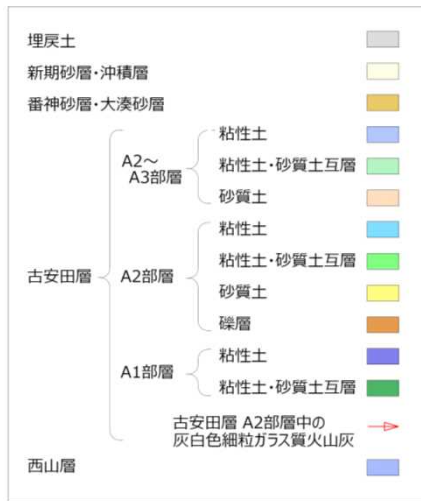 埋戻土
新期砂層・沖積層
番神砂層・大湊砂層
古安田層
A2～
A3部層
粘性土
粘性土・砂質土互層
砂質土
A2部層
粘性土
粘性土・砂質土互層
砂質土
礫層
A1部層
粘性土
粘性土・砂質土互層
古安田層 A2部層中の
灰白色細粒ガラス質火山灰
西山層